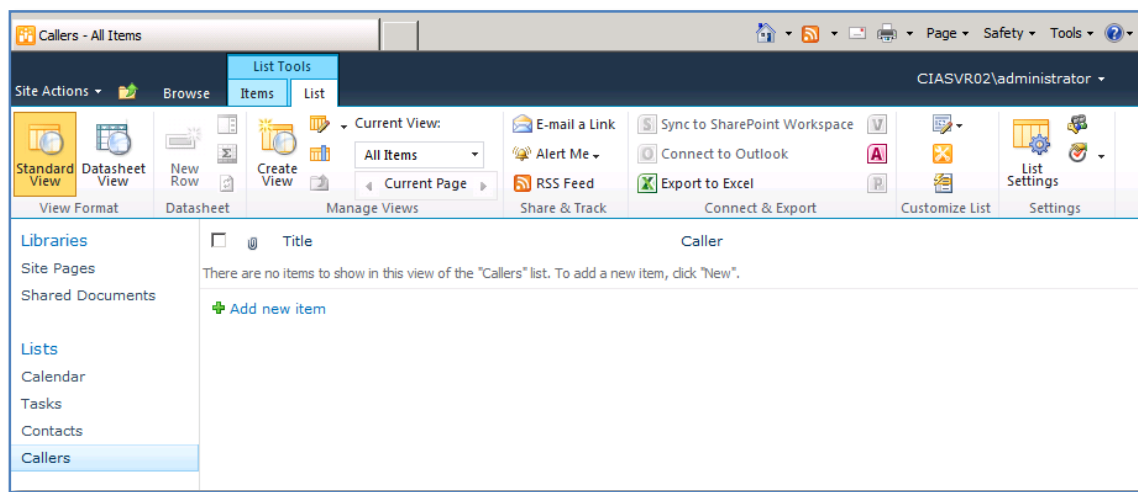 Callers - All Items
Page
Safety
Tools
List Tools
CIASVR02\administrator
Site Actions
Browse
Items
List
Standard View
Datasheet View
New Row
Create View
Current View:
All Items
Current Page
E-mail a Link
Alert Me
RSS Feed
Sync to SharePoint Workspace
Connect to Outlook
Export to Excel
List Settings
View Format
Datasheet
Manage Views
Share & Track
Connect & Export
Customize List
Settings
Libraries
Site Pages
Shared Documents
Lists
Calendar
Tasks
Contacts
Callers
Title
Caller
There are no items to show in this view of the "Callers" list. To add a new item, click "New".
Add new item